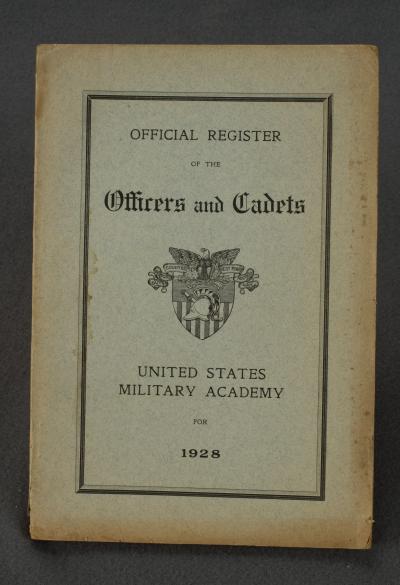 OFFICIAL REGISTER
OF THE
Officers and Cadets
UNITED STATES
MILITARY ACADEMY
FOR
1928